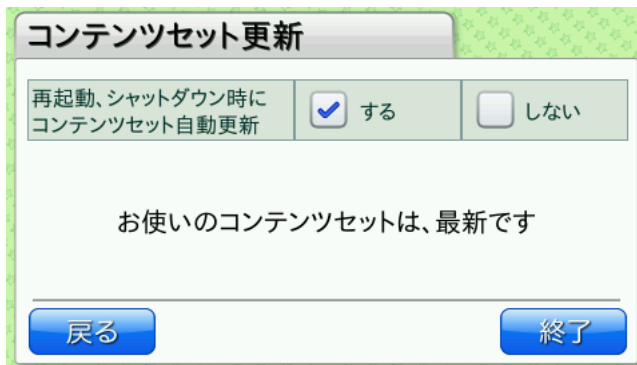 コンテンツセット更新
再起動、シャットダウン時に
コンテンツセット自動更新
する
しない
お使いのコンテンツセットは、最新です
戻る
終了